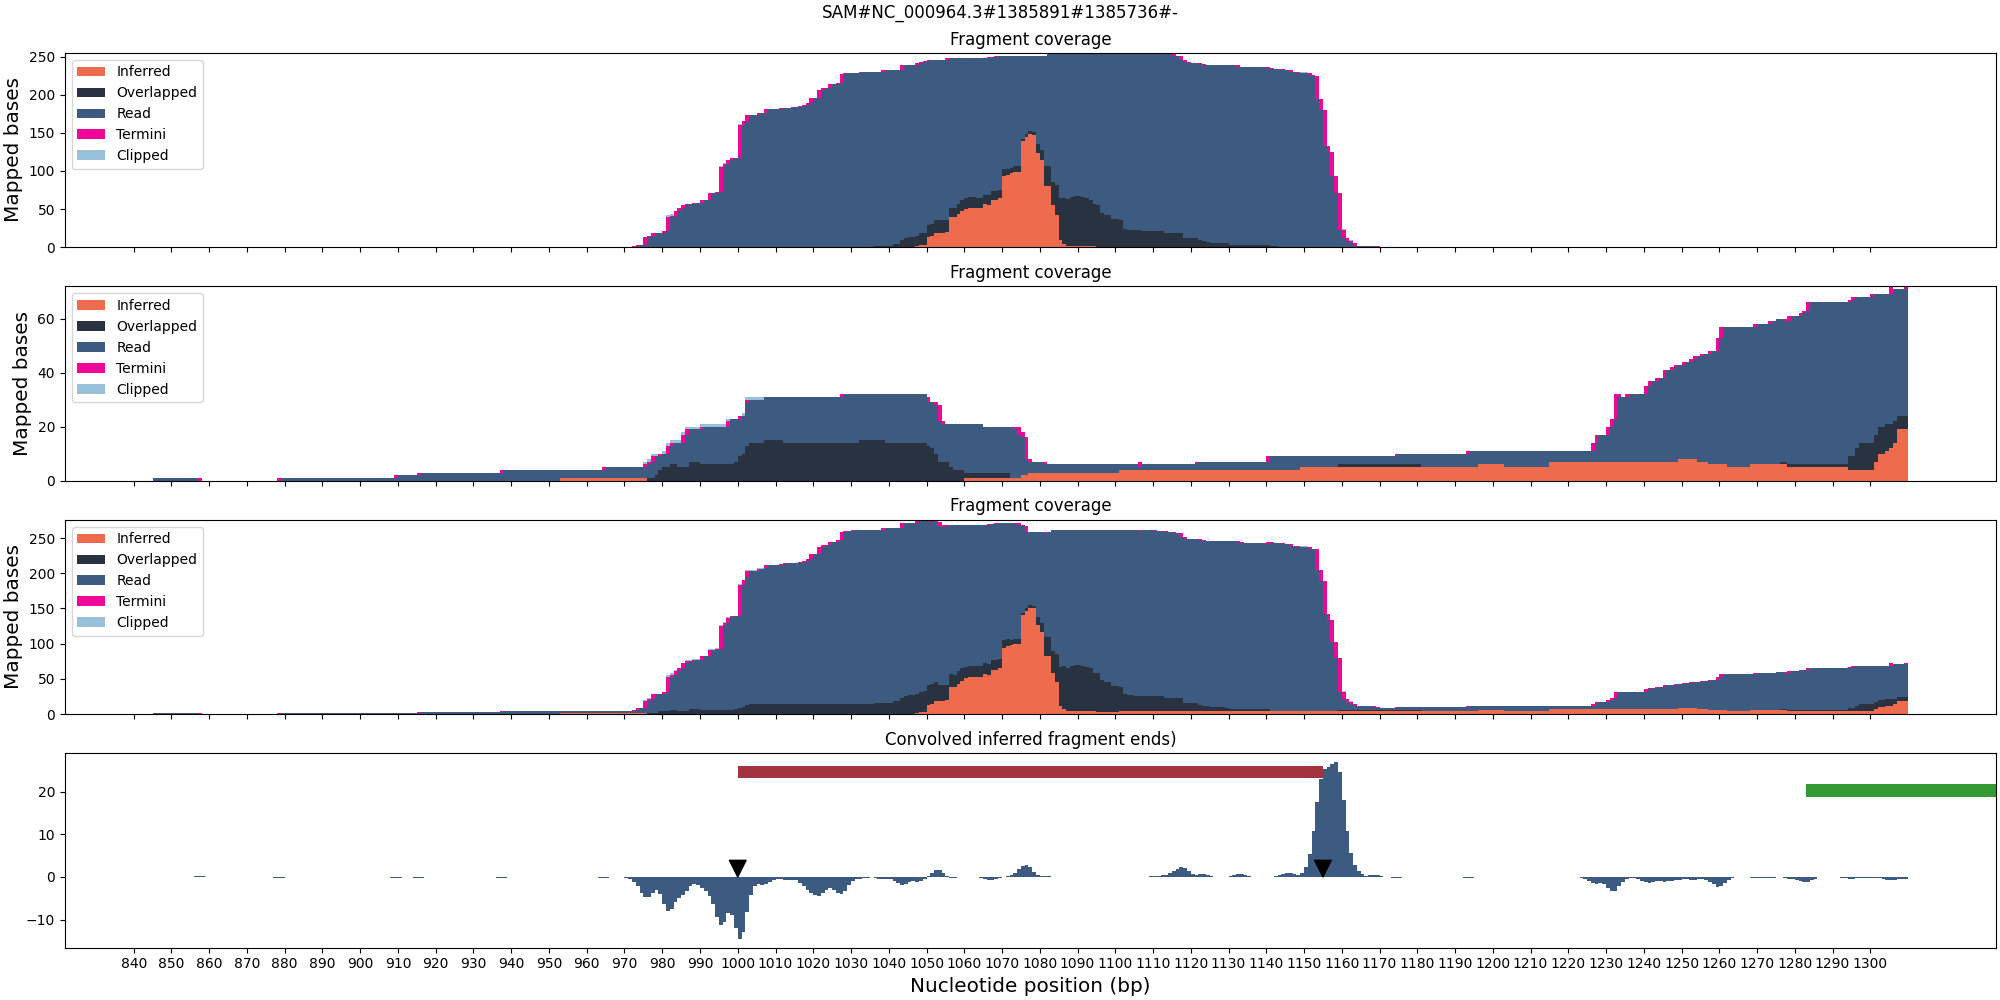 SAM#NC_000964.3#1385891#1385736#-
Fragment coverage
Mapped bases
250
200
150
100
50
0
Inferred
Overlapped
Read
Termini
Clipped
Fragment coverage
Mapped bases
60
40
20
0
Inferred
Overlapped
Read
Termini
Clipped
Fragment coverage
Mapped bases
250
200
150
100
50
0
Inferred
Overlapped
Read
Termini
Clipped
Convolved inferred fragment ends)
20
10
0
−10
840 850 860 870 880 890 900 910 920 930 940 950 960 970 980 990 1000 1010 1020 1030 1040 1050 1060 1070 1080 1090 1100 1110 1120 1130 1140 1150 1160 1170 1180 1190 1200 1210 1220 1230 1240 1250 1260 1270 1280 1290 1300
Nucleotide position (bp)